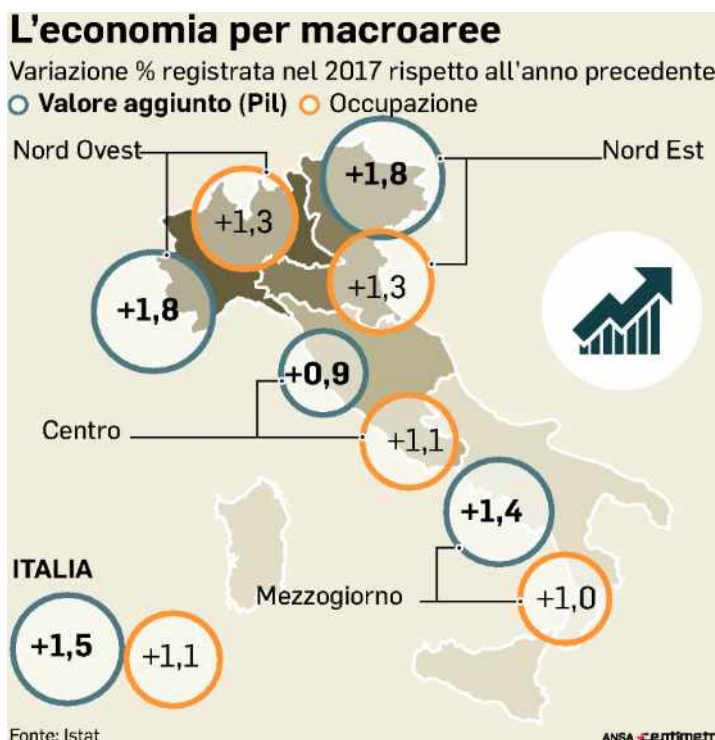 L'economia per macroaree
Variazione % registrata nel 2017 rispetto all'anno precedente
Valore aggiunto (Pil) Occupazione
Nord Ovest
Nord Est
+1,8
+1,3
+1,3
+1,8
+0,9
Centro
+1,1
+1,4
ITALIA
Mezzogiorno
+1,0
+1,5
+1,1
Fonte: Istat
ANSA centimetri